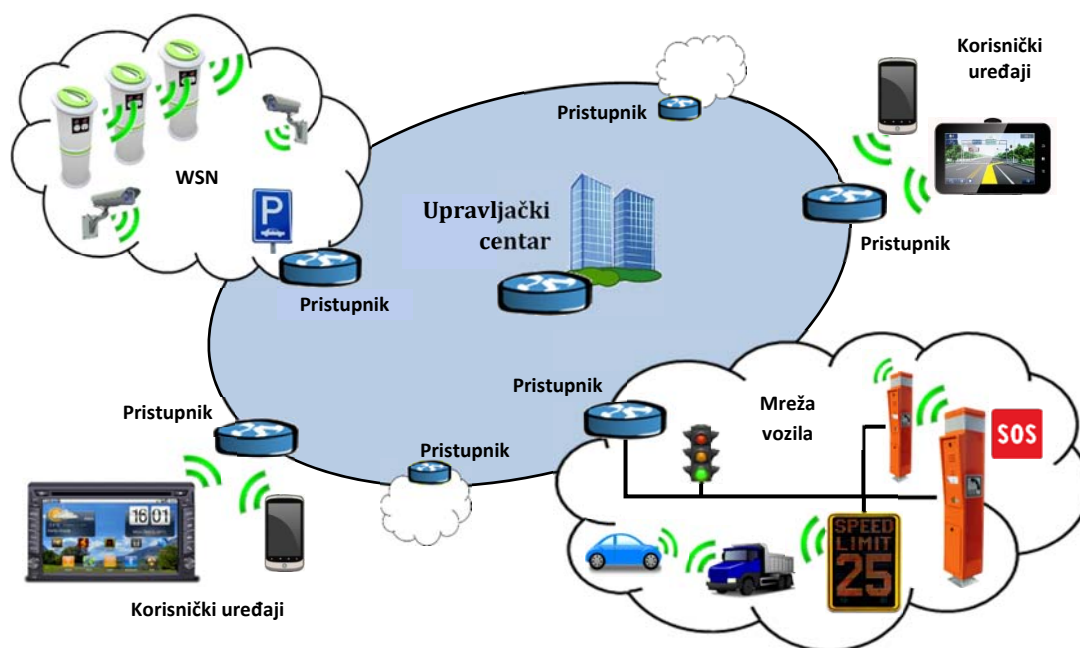 Korisnički
uređaji
Pristupnik
WSN
P
Upravljački
centar
Pristupnik
Pristupnik
Pristupnik
Mreža
vozila
SOS
Pristupnik
Pristupnik
16 01
SPEED
LIMIT
25
Korisnički uređaji